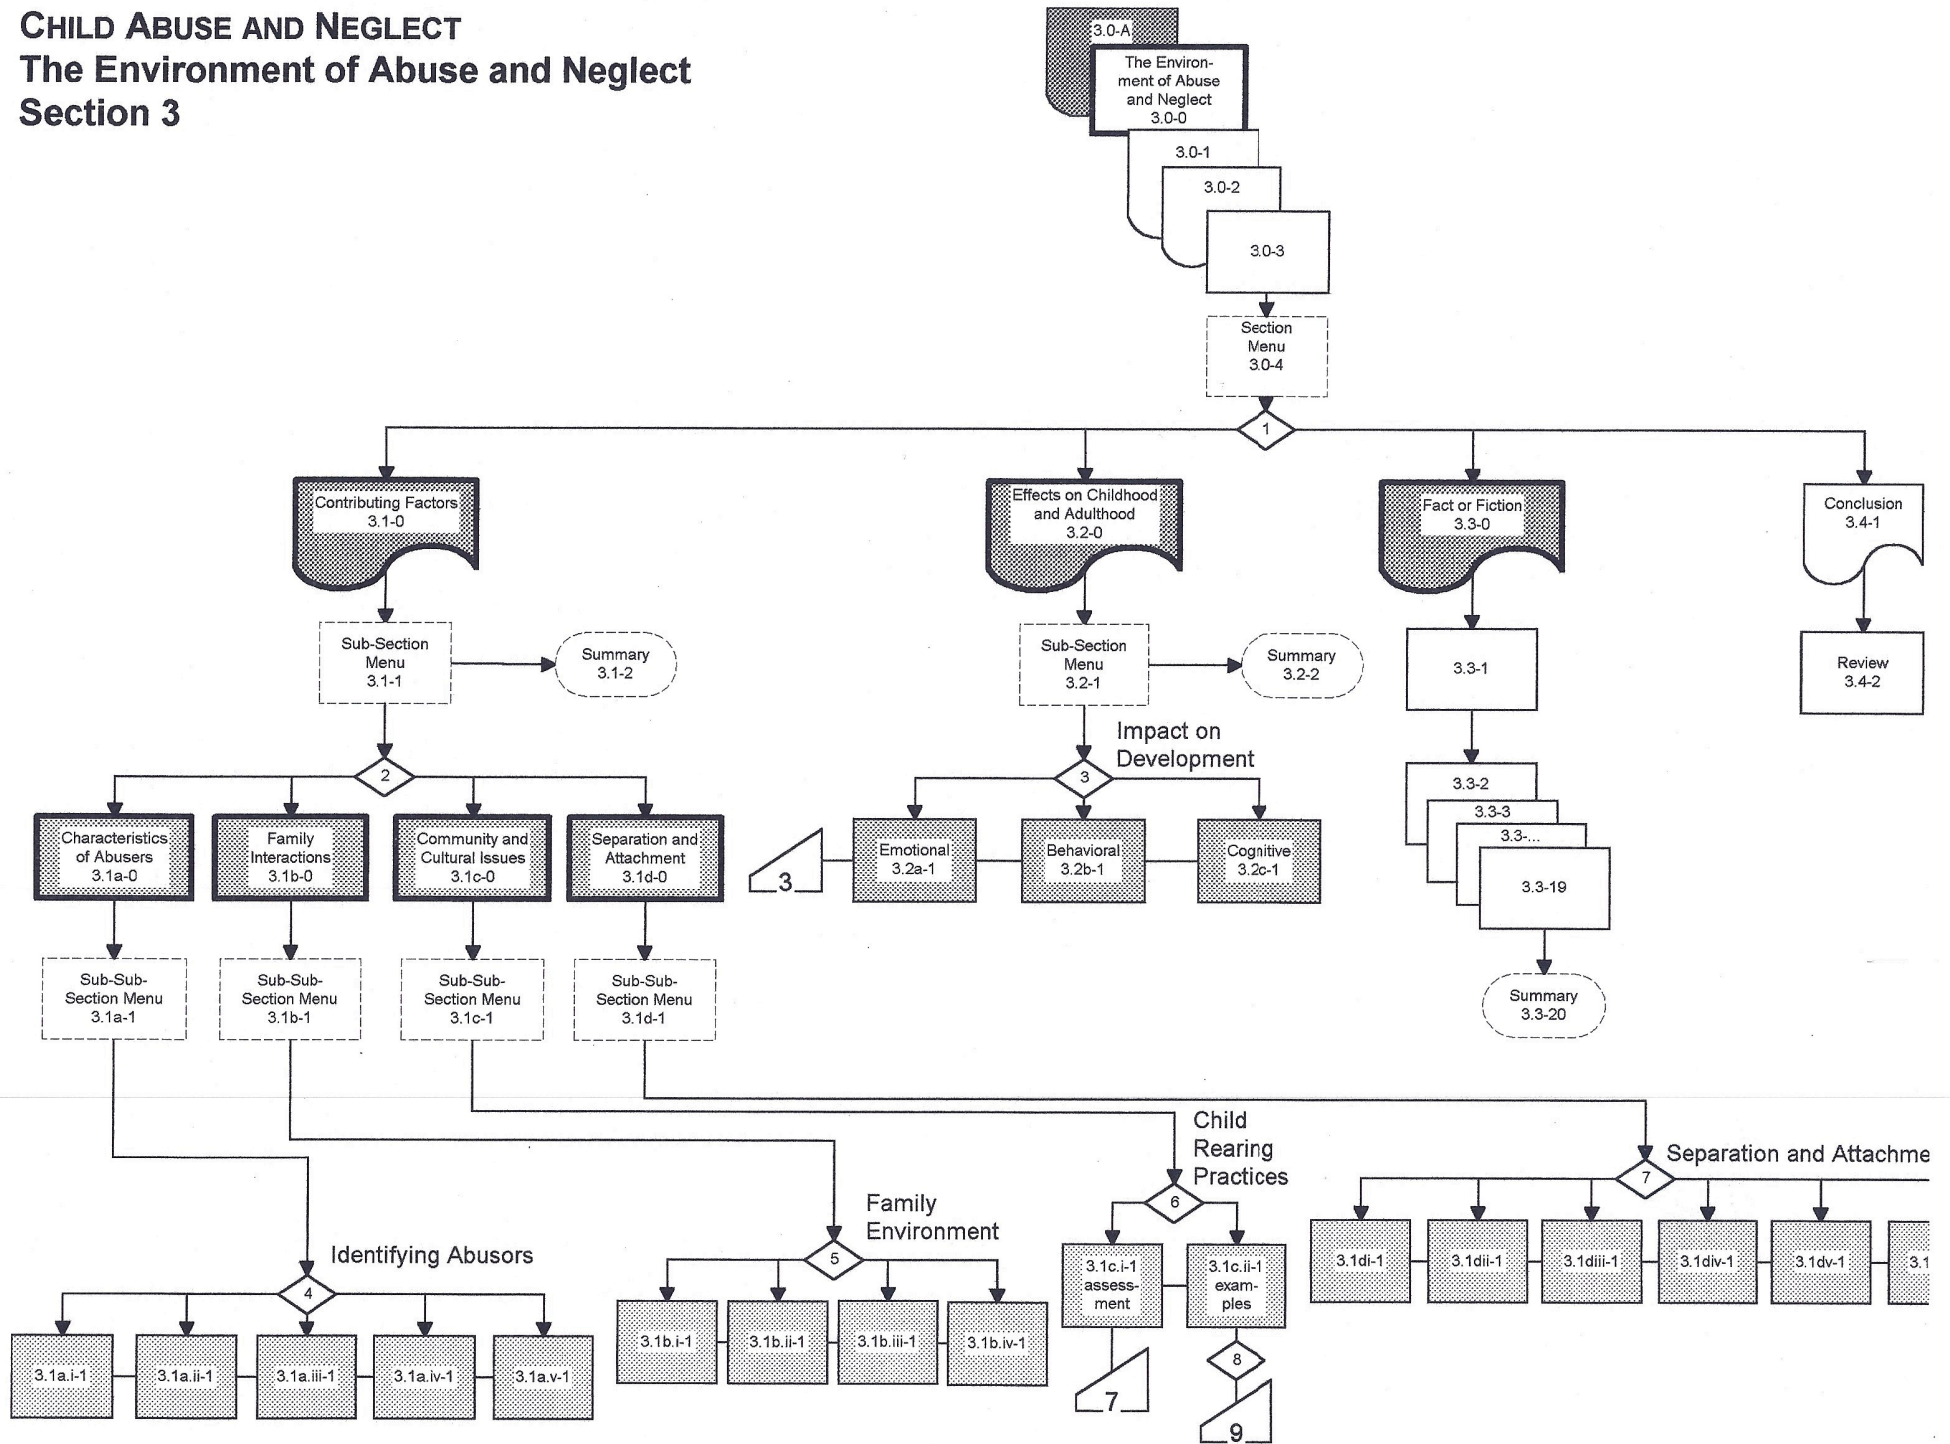 CHILD ABUSE AND NEGLECT
The Environment of Abuse and Neglect
Section 3
3.0-A
The Environ-
ment of Abuse
and Neglect
3.0-0
3.0-1
3.0-2
3.0-3
Section
Menu
3.0-4
1
Contributing Factors
3.1-0
Effects on Childhood
and Adulthood
3.2-0
Fact or Fiction
3.3-0
Conclusion
3.4-1
Sub-Section
Menu
3.1-1
Summary
3.1-2
Sub-Section
Menu
3.2-1
Summary
3.2-2
3.3-1
Review
3.4-2
2
Impact on
Development
3
3.3-2
3.3-3
3.3-...
3.3-19
Characteristics
of Abusers
3.1a-0
Family
Interactions
3.1b-0
Community and
Cultural Issues
3.1c-0
Separation and
Attachment
3.1d-0
3
Emotional
3.2a-1
Behavioral
3.2b-1
Cognitive
3.2c-1
Sub-Sub-
Section Menu
3.1a-1
Sub-Sub-
Section Menu
3.1b-1
Sub-Sub-
Section Menu
3.1c-1
Sub-Sub-
Section Menu
3.1d-1
Summary
3.3-20
Identifying Abusors
4
3.1a.i-1
3.1a.ii-1
3.1a.iii-1
3.1a.iv-1
3.1a.v-1
Family
Environment
5
3.1b.i-1
3.1b.ii-1
3.1b.iii-1
3.1b.iv-1
Child
Rearing
Practices
6
3.1c.i-1
assess-
ment
3.1c.ii-1
exam-
ples
7
8
9
Separation and Attachme
7
3.1di-1
3.1dii-1
3.1diii-1
3.1div-1
3.1dv-1
3.1